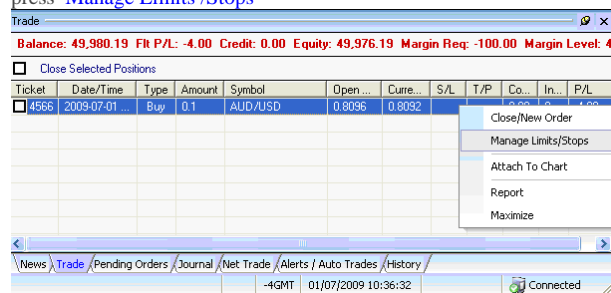 press 'Manage Limits /Stops'
Trade
Balance: 49,980.19 Flt P/L: -4.00 Credit: 0.00 Equity: 49,976.19 Margin Req: -100.00 Margin Level: 4
Close Selected Positions
Ticket Date/Time Type Amount Symbol Open ... Curre... S/L T/P Co... In... P/L
4566 2009-07-01 ... Buy 0.1 AUD/USD 0.8096 0.8092
Close/New Order
Manage Limits/Stops
Attach To Chart
Report
Maximize
News Trade Pending Orders Journal Net Trade Alerts / Auto Trades History
-4GMT 01/07/2009 10:36:32 Connected